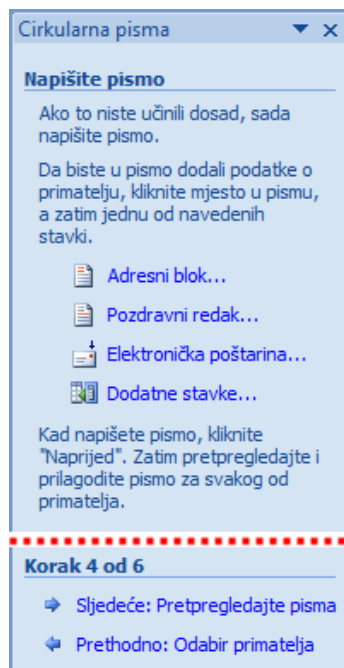 Cirkularna pisma
Napišite pismo
Ako to niste učinili dosad, sada
napišite pismo.
Da biste u pismo dodali podatke o
primatelju, kliknite mjesto u pismu,
a zatim jednu od navedenih
stavki.
Adresni blok...
Pozdravni redak...
Elektronička poštarina...
Dodatne stavke...
Kad napišete pismo, kliknite
"Naprijed". Zatim pretpregledajte i
prilagodite pismo za svakog od
primatelja.
Korak 4 od 6
Sljedeće: Pretpregledajte pisma
Prethodno: Odabir primatelja